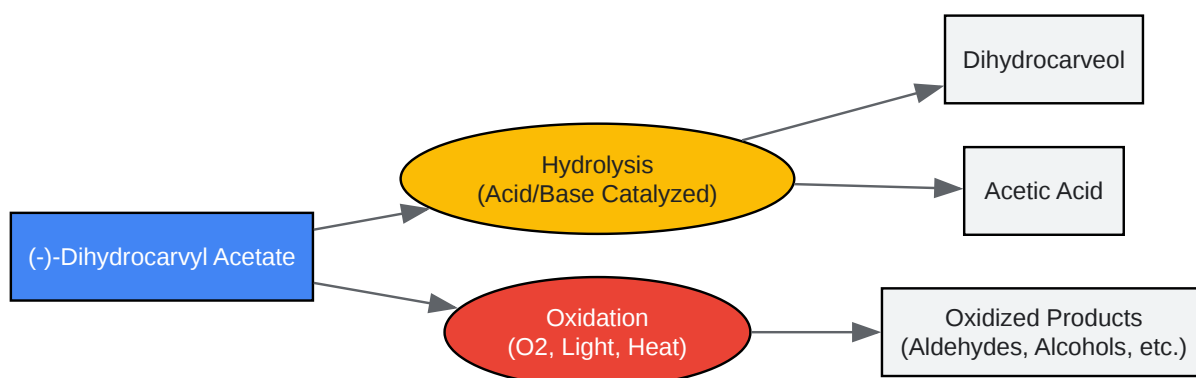 Dihydrocarveol
Hydrolysis
(Acid/Base Catalyzed)
Acetic Acid
(-)-Dihydrocarvyl Acetate
Oxidation
(O2, Light, Heat)
Oxidized Products
(Aldehydes, Alcohols, etc.)